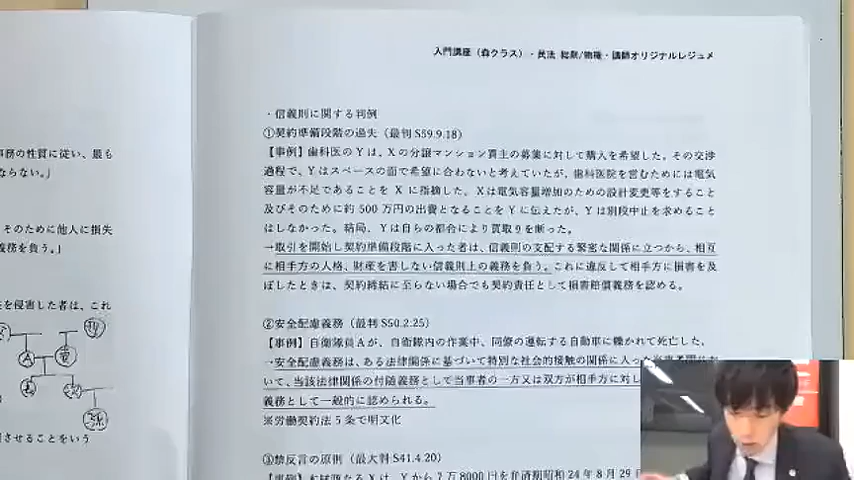 事務の性質に従い、最も
ならない。」
そのために他人に損失
義務を負う。」
を侵害した者は、これ
させることをいう
入門講座（森クラス）・民法 総則/物権・講師オリジナルレジュメ
・信義則に関する判例
①契約準備段階の過失（最判 S59.9.18）
【事例】歯科医のYは、Xの分譲マンション買主の募集に対して購入を希望した。その交渉
過程で、Yはスペースの面で希望に合わないと考えていたが、歯科医院を営むためには電気
容量が不足であることを X に指摘した。Xは電気容量増加のための設計変更等をすること
及びそのために約 500 万円の出費となることをYに伝えたが、Yは別段中止を求めること
はしなかった。結局、Yは自らの都合により買取りを断った。
→取引を開始し契約準備段階に入った者は、信義則の支配する緊密な関係に立つから、相互
に相手方の人格、財産を害しない信義則上の義務を負う。これに違反して相手方に損害を及
ぼしたときは、契約締結に至らない場合でも契約責任として損害賠償義務を認める。
②安全配慮義務（最判 S50.2.25）
【事例】自衛隊員Aが、自衛隊内の作業中、同僚の運転する自動車に轢かれて死亡した。
→安全配慮義務は、ある法律関係に基づいて特別な社会的接触の関係に入った
いて、当該法律関係の付随義務として当事者の一方又は双方が相手方に対し
義務として一般的に認められる。
※労働契約法 5 条で明文化
③禁反言の原則（最大判 S41.4.20）